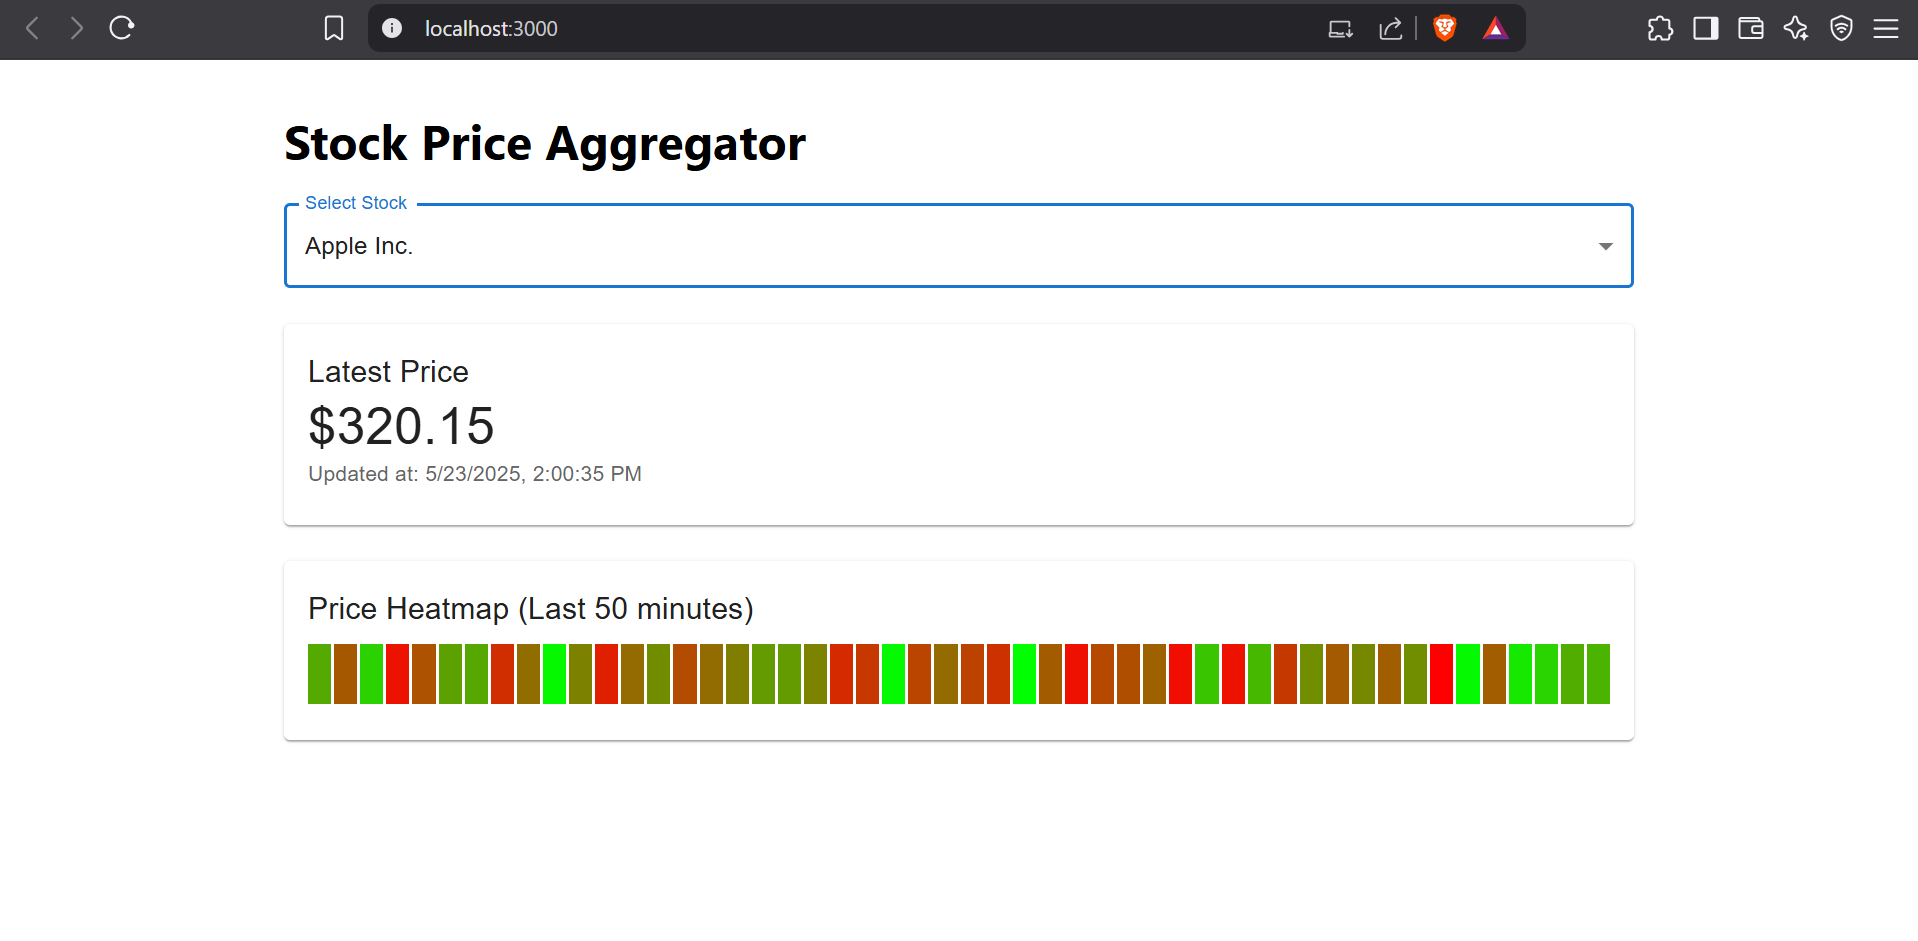 localhost:3000
Stock Price Aggregator
Select Stock
Apple Inc.
Latest Price
$320.15
Updated at: 5/23/2025, 2:00:35 PM
Price Heatmap (Last 50 minutes)